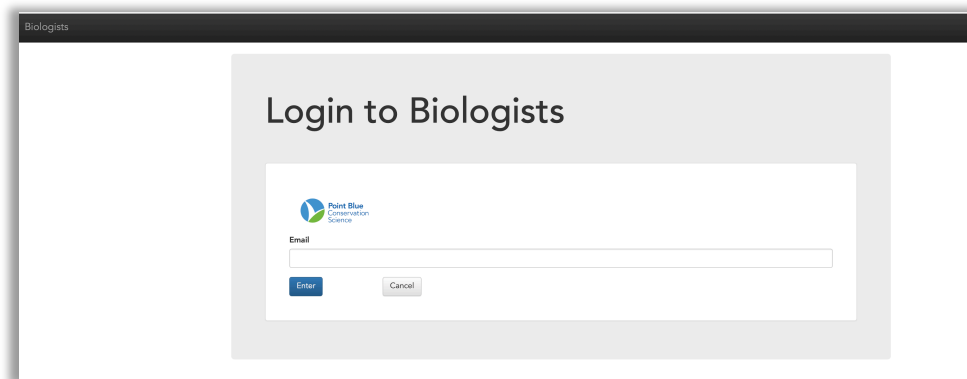 Biologists
Login to Biologists
Point Blue
Conservation
Science
Email
Enter
Cancel